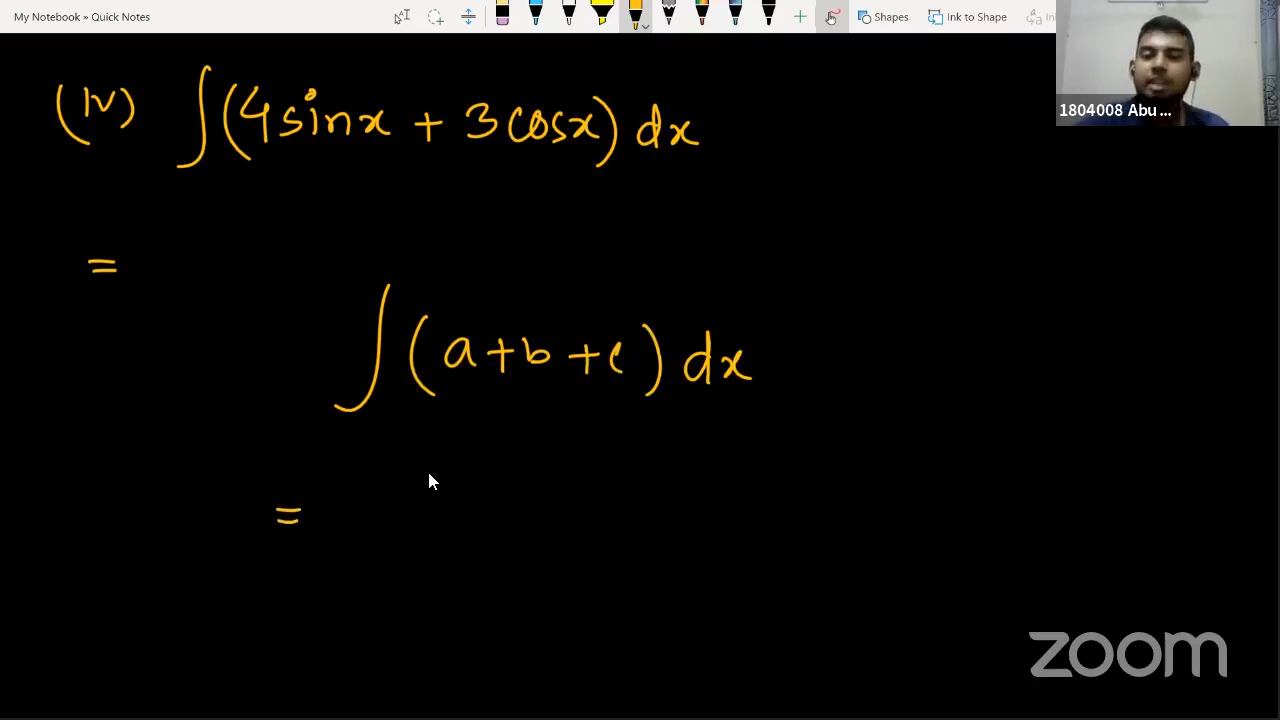 My Notebook » Quick Notes
Shapes
Ink to Shape
1804008 Abu ...
(IV) ∫(4sinx + 3cosx) dx
=
∫(a+b+c) dx
=
zoom